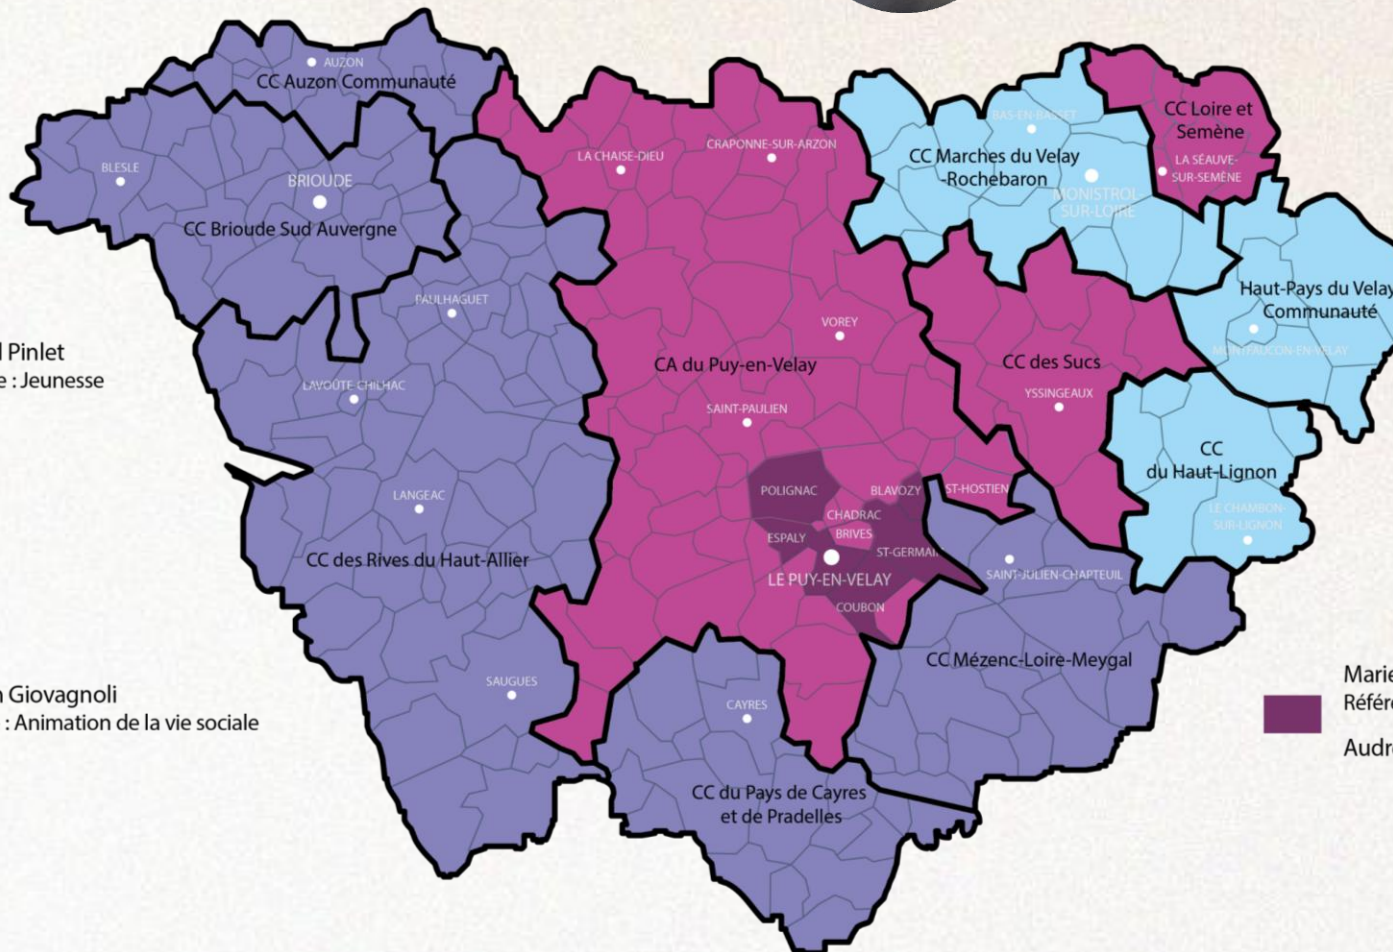 AUZON
CC Auzon Communauté
BLESLE
BRIOUDE
CC Brioude Sud Auvergne
LA CHAISE-DIEU
CRAPONNE-SUR-ARZON
BAS-EN-BASSET
CC Marches du Velay
-Rochebaron
MONISTROL-
SUR-LOIRE
CC Loire et
Semène
LA SÉAUVE-
SUR-SEMÈNE
Haut-Pays du Velay
Communauté
MONTFAUCON-EN-VELAY
PAULHAGUET
Pinlet
: Jeunesse
LAVOÛTE-CHILHAC
VOREY
CA du Puy-en-Velay
SAINT-PAULIEN
CC des Sucs
YSSINGEAUX
CC
du Haut-Lignon
LE CHAMBON-
SUR-LIGNON
LANGEAC
CC des Rives du Haut-Allier
POLIGNAC
BLAVOZY
ST-HOSTIEN
CHADRAC
BRIVES
ESPALY
ST-GERMAIN
LE PUY-EN-VELAY
COUBON
SAINT-JULIEN-CHAPTEUIL
CC Mézenc-Loire-Meygal
SAUGUES
Giovagnoli
: Animation de la vie sociale
CAYRES
CC du Pays de Cayres
et de Pradelles
Marie
Référ
Audr